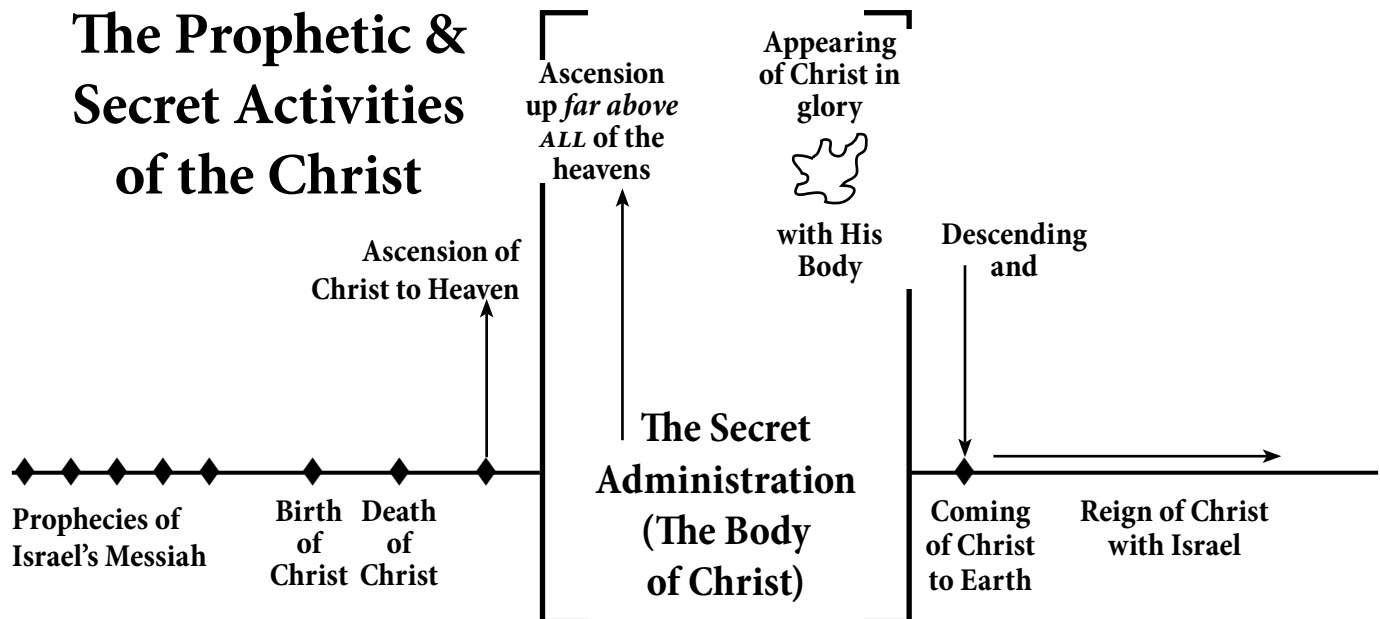 The Prophetic &
Secret Activities
of the Christ
Ascension of
Christ to Heaven
Ascension
up far above
ALL of the
heavens
Appearing
of Christ in
glory
with His
Body
Descending
and
The Secret
Administration
(The Body
of Christ)
Prophecies of
Israel’s Messiah
Birth
of
Christ
Death
of
Christ
Coming
of Christ
to Earth
Reign of Christ
with Israel